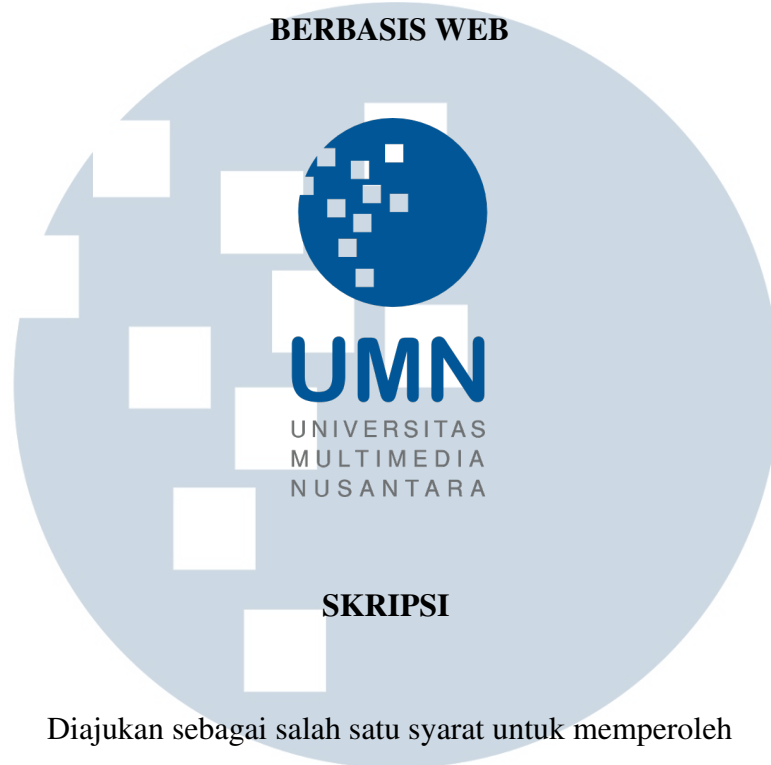 BERBASIS WEB
UMN
UNIVERSITAS
MULTIMEDIA
NUSANTARA
SKRIPSI
Diajukan sebagai salah satu syarat untuk memperoleh